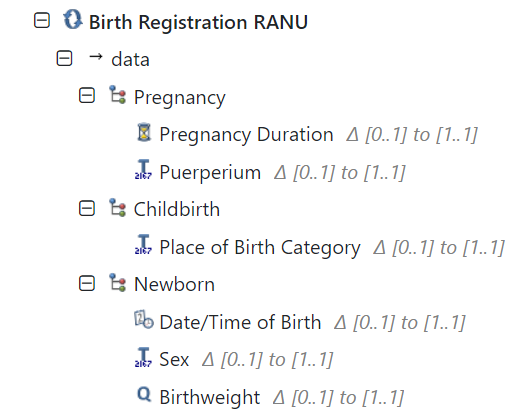 Birth Registration RANU
→ data
Pregnancy
Pregnancy Duration Δ [0..1] to [1..1]
Puerperium Δ [0..1] to [1..1]
Childbirth
Place of Birth Category Δ [0..1] to [1..1]
Newborn
Date/Time of Birth Δ [0..1] to [1..1]
Sex Δ [0..1] to [1..1]
Birthweight Δ [0..1] to [1..1]